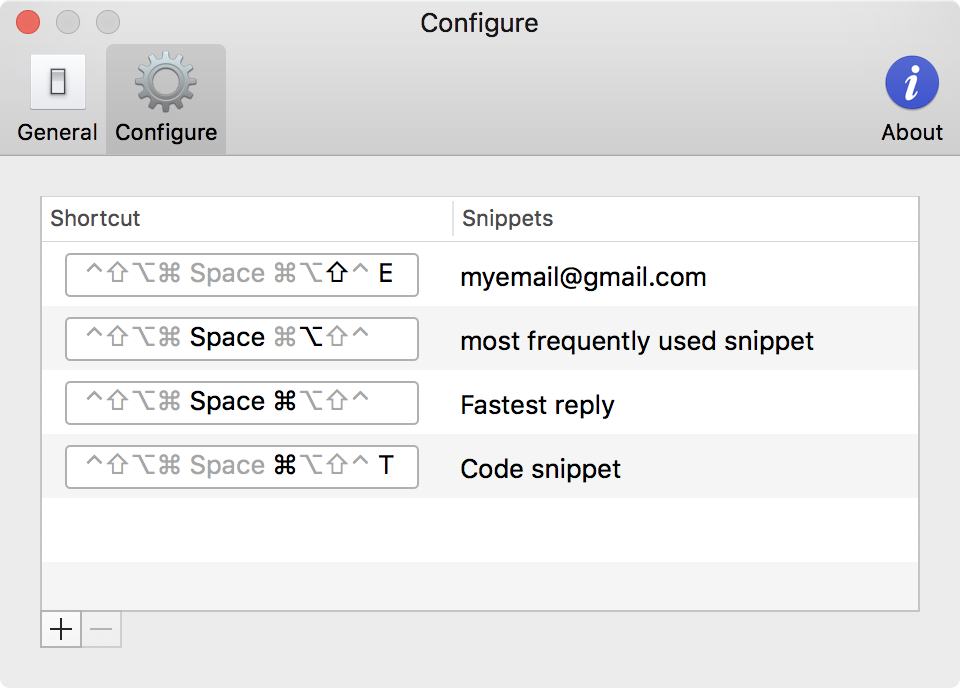 Configure
General
Configure
About
Shortcut Snippets
^⇧⌥⌘ Space ⌘⌥⇧^ E myemail@gmail.com
^⇧⌥⌘ Space ⌘⌥⇧^ most frequently used snippet
^⇧⌥⌘ Space ⌘⌥⇧^ Fastest reply
^⇧⌥⌘ Space ⌘⌥⇧^ T Code snippet